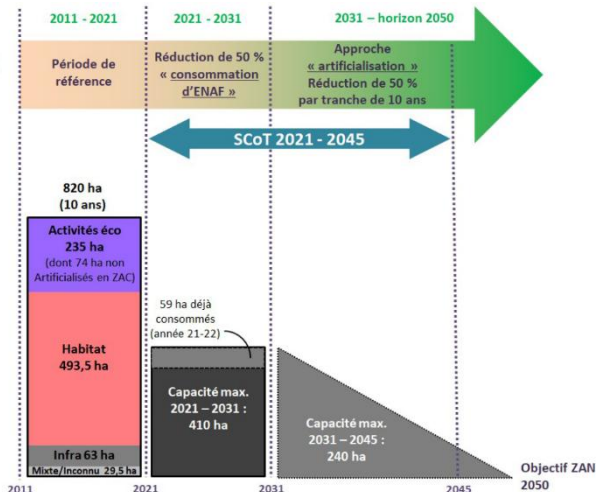 2011 - 2021
2021 - 2031
2031 – horizon 2050
Période de
référence
Réduction de 50 %
« consommation
d'ENAF »
Approche
« artificialisation »
Réduction de 50 %
par tranche de 10 ans
SCoT 2021 - 2045
820 ha
(10 ans)
Activités éco
235 ha
(dont 74 ha non
Artificialisés en ZAC)
Habitat
493,5 ha
Infra 63 ha
Mixte/Inconnu 29,5 ha
59 ha déjà
consommés
(année 21-22)
Capacité max.
2021 – 2031 :
410 ha
Capacité max.
2031 – 2045 :
240 ha
Objectif ZAN
2050
2011
2021
2031
2045